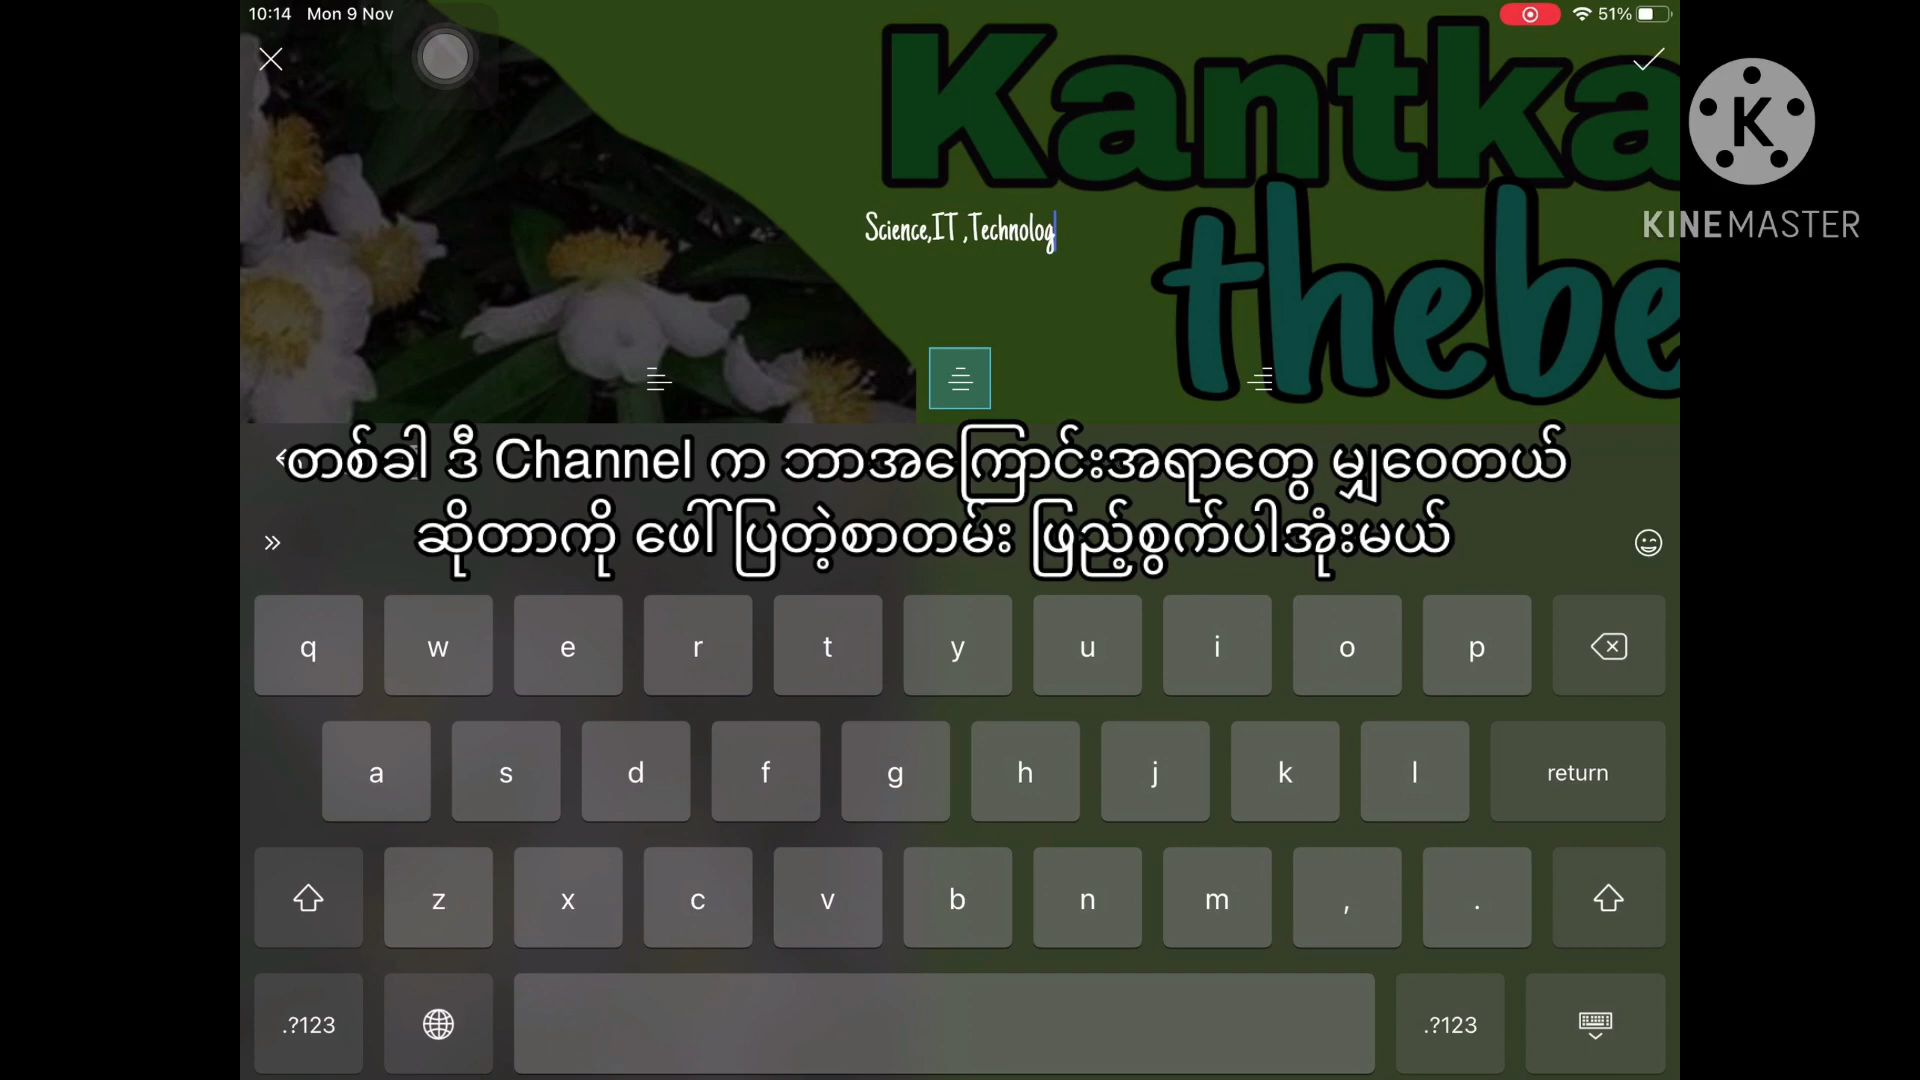 10:14 Mon 9 Nov
51%
Kantka
K
KINEMASTER
Science,IT ,Technolog
thebe
တစ်ခါ ဒီ Channel က ဘာအကြောင်းအရာတွေ မျှဝေတယ်
ဆိုတာကို ဖေါ်ပြတဲ့စာတမ်း ဖြည့်စွက်ပါအုံးမယ်
q w e r t y u i o p
a s d f g h j k l return
z x c v b n m , .
.?123 .?123